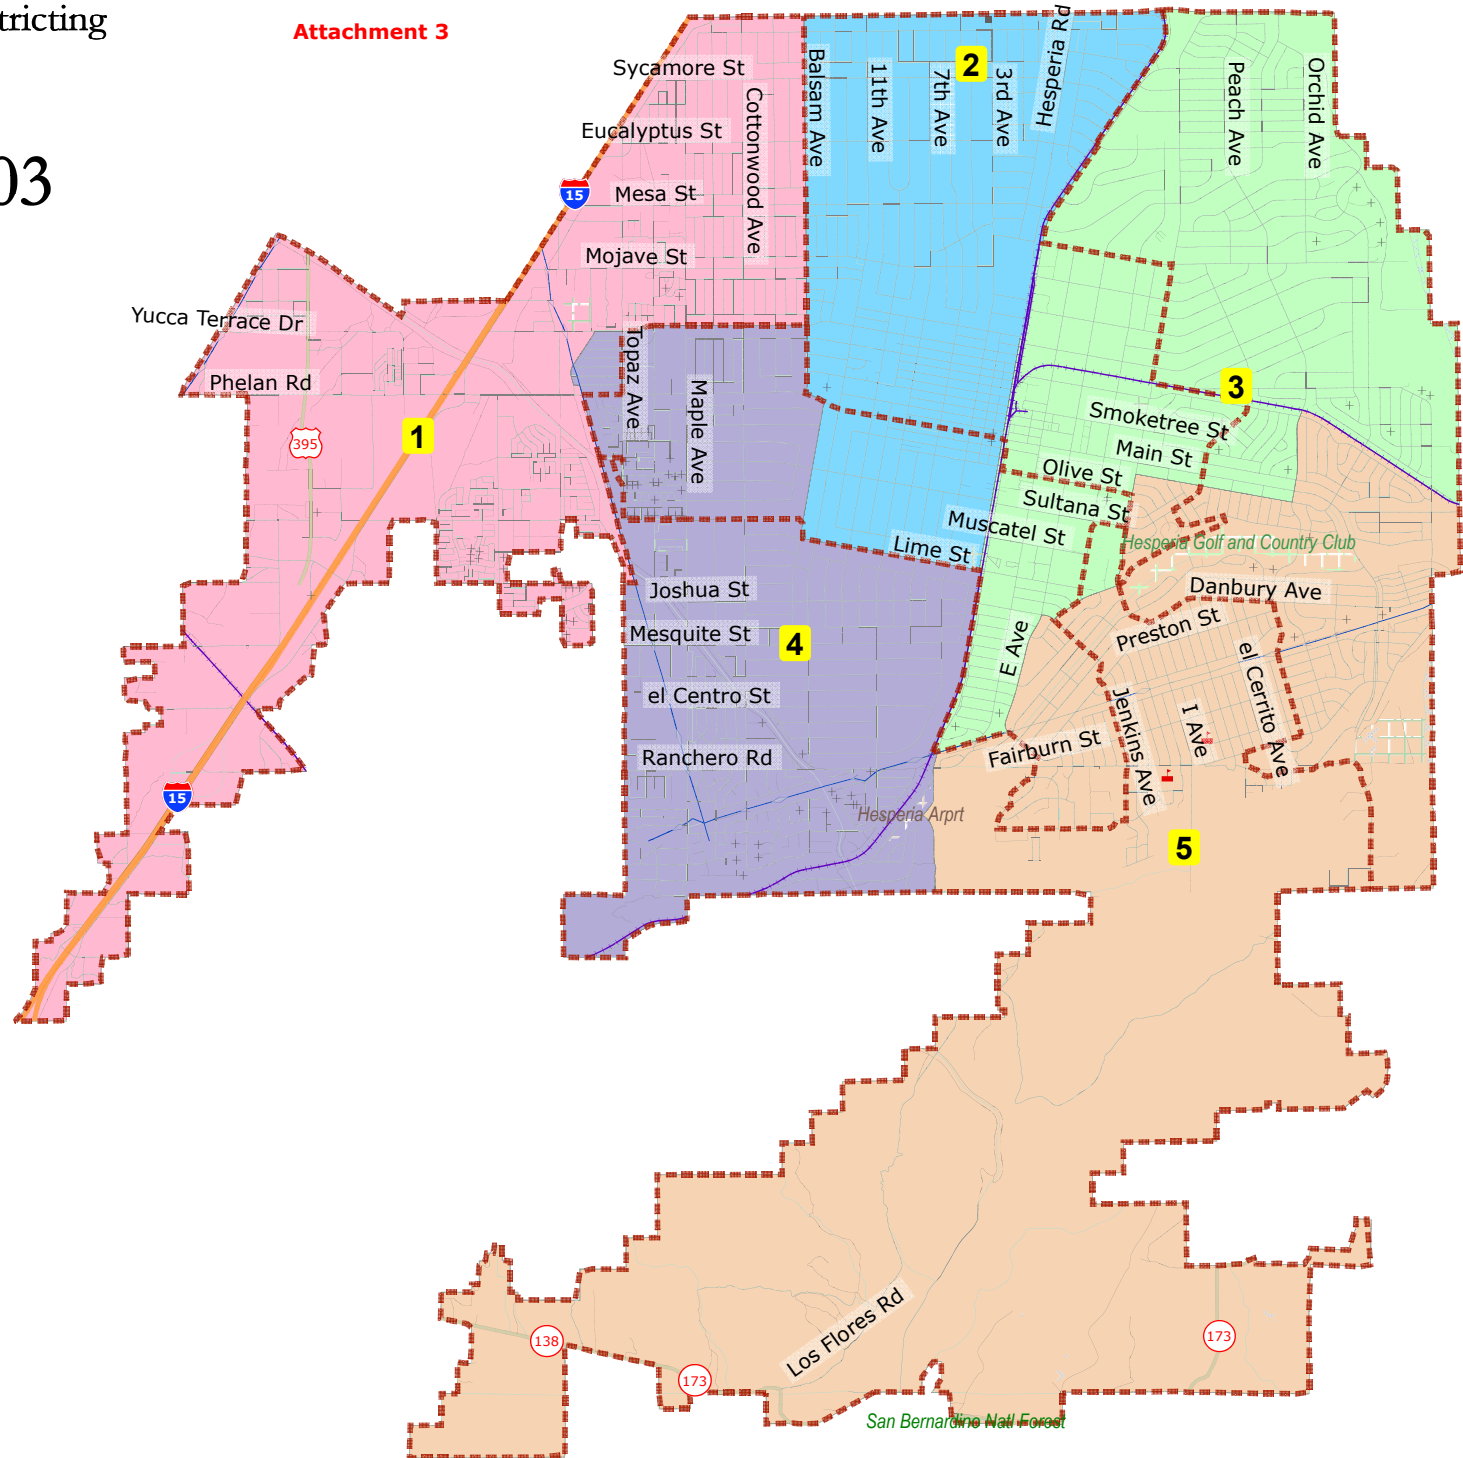 tricting
Attachment 3
03
Sycamore St
Eucalyptus St
Mesa St
Mojave St
Cottonwood Ave
Balsam Ave
11th Ave
7th Ave
3rd Ave
Hesperia Rd
Peach Ave
Orchid Ave
2
15
Yucca Terrace Dr
Phelan Rd
395
1
Topaz Ave
Maple Ave
3
Smoketree St
Main St
Olive St
Sultana St
Muscatel St
Lime St
Hesperia Golf and Country Club
Danbury Ave
Preston St
Joshua St
Mesquite St
4
el Centro St
Ranchero Rd
E Ave
Fairburn St
Jenkins Ave
I Ave
el Cerrito Ave
15
Hesperia Arprt
5
Los Flores Rd
138
173
173
San Bernardino Natl Forest